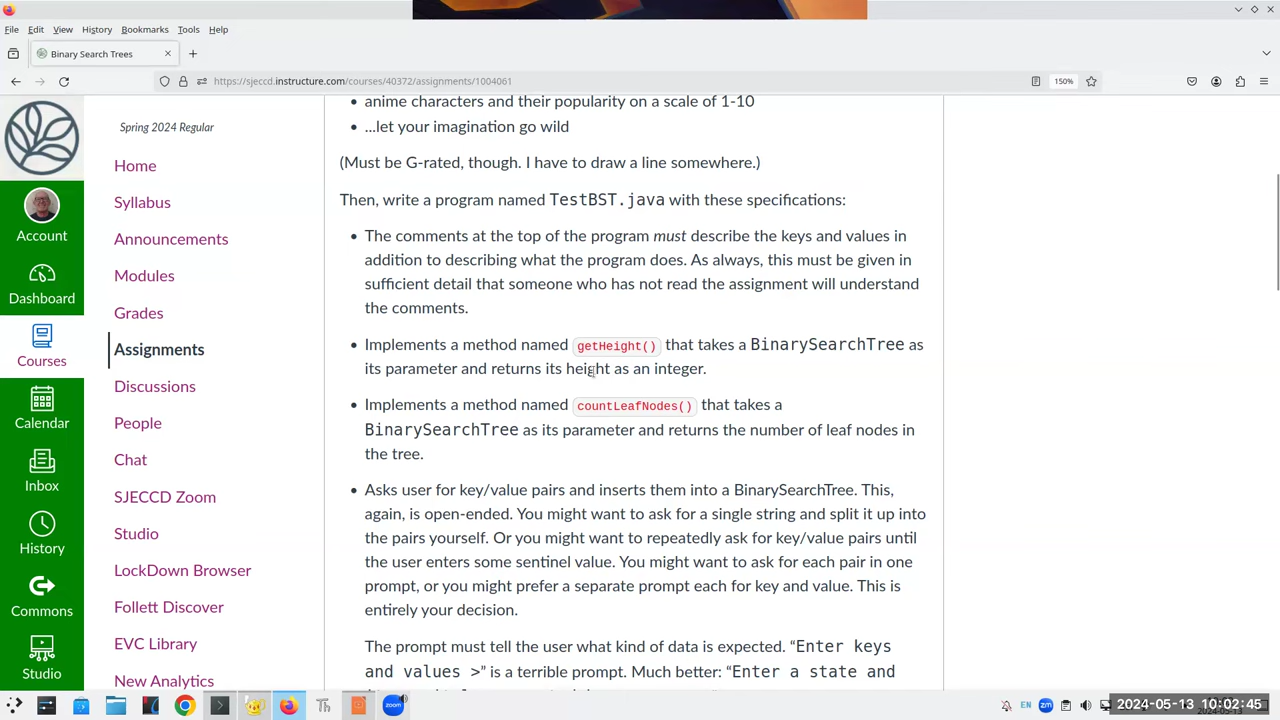 File Edit View History Bookmarks Tools Help
Binary Search Trees
https://sjeccd.instructure.com/courses/40372/assignments/1004061
150%
Account
Dashboard
Courses
Calendar
Inbox
History
Commons
Studio
Spring 2024 Regular
Home
Syllabus
Announcements
Modules
Grades
Assignments
Discussions
People
Chat
SJECCD Zoom
Studio
LockDown Browser
Follett Discover
EVC Library
New Analytics
• anime characters and their popularity on a scale of 1-10
• ...let your imagination go wild
(Must be G-rated, though. I have to draw a line somewhere.)
Then, write a program named TestBST.java with these specifications:
• The comments at the top of the program must describe the keys and values in
addition to describing what the program does. As always, this must be given in
sufficient detail that someone who has not read the assignment will understand
the comments.
• Implements a method named getHeight() that takes a BinarySearchTree as
its parameter and returns its height as an integer.
• Implements a method named countLeafNodes() that takes a
BinarySearchTree as its parameter and returns the number of leaf nodes in
the tree.
• Asks user for key/value pairs and inserts them into a BinarySearchTree. This,
again, is open-ended. You might want to ask for a single string and split it up into
the pairs yourself. Or you might want to repeatedly ask for key/value pairs until
the user enters some sentinel value. You might want to ask for each pair in one
prompt, or you might prefer a separate prompt each for key and value. This is
entirely your decision.
The prompt must tell the user what kind of data is expected. “Enter keys
and values >” is a terrible prompt. Much better: “Enter a state and
Th
zoom
EN
zm
2024-05-13 10:02:45